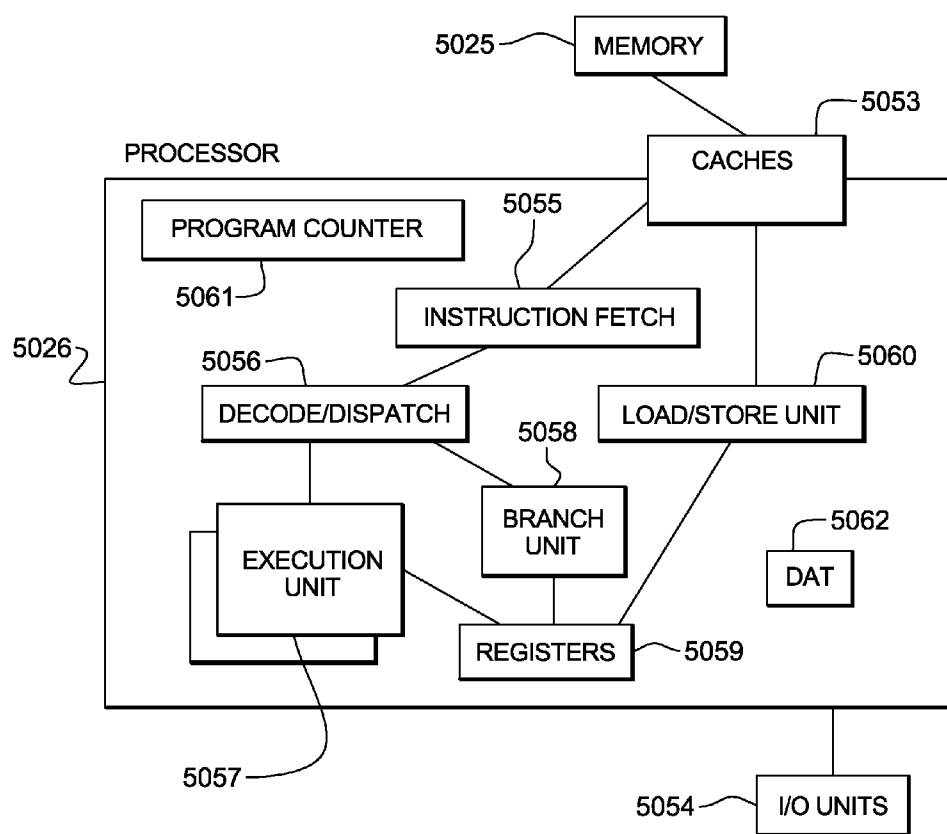 5025
MEMORY
5053
PROCESSOR
CACHES
PROGRAM COUNTER
5055
5061
INSTRUCTION FETCH
5026
5056
5060
DECODE/DISPATCH
LOAD/STORE UNIT
5058
EXECUTION
UNIT
BRANCH
UNIT
5062
DAT
REGISTERS
5059
5057
5054
I/O UNITS